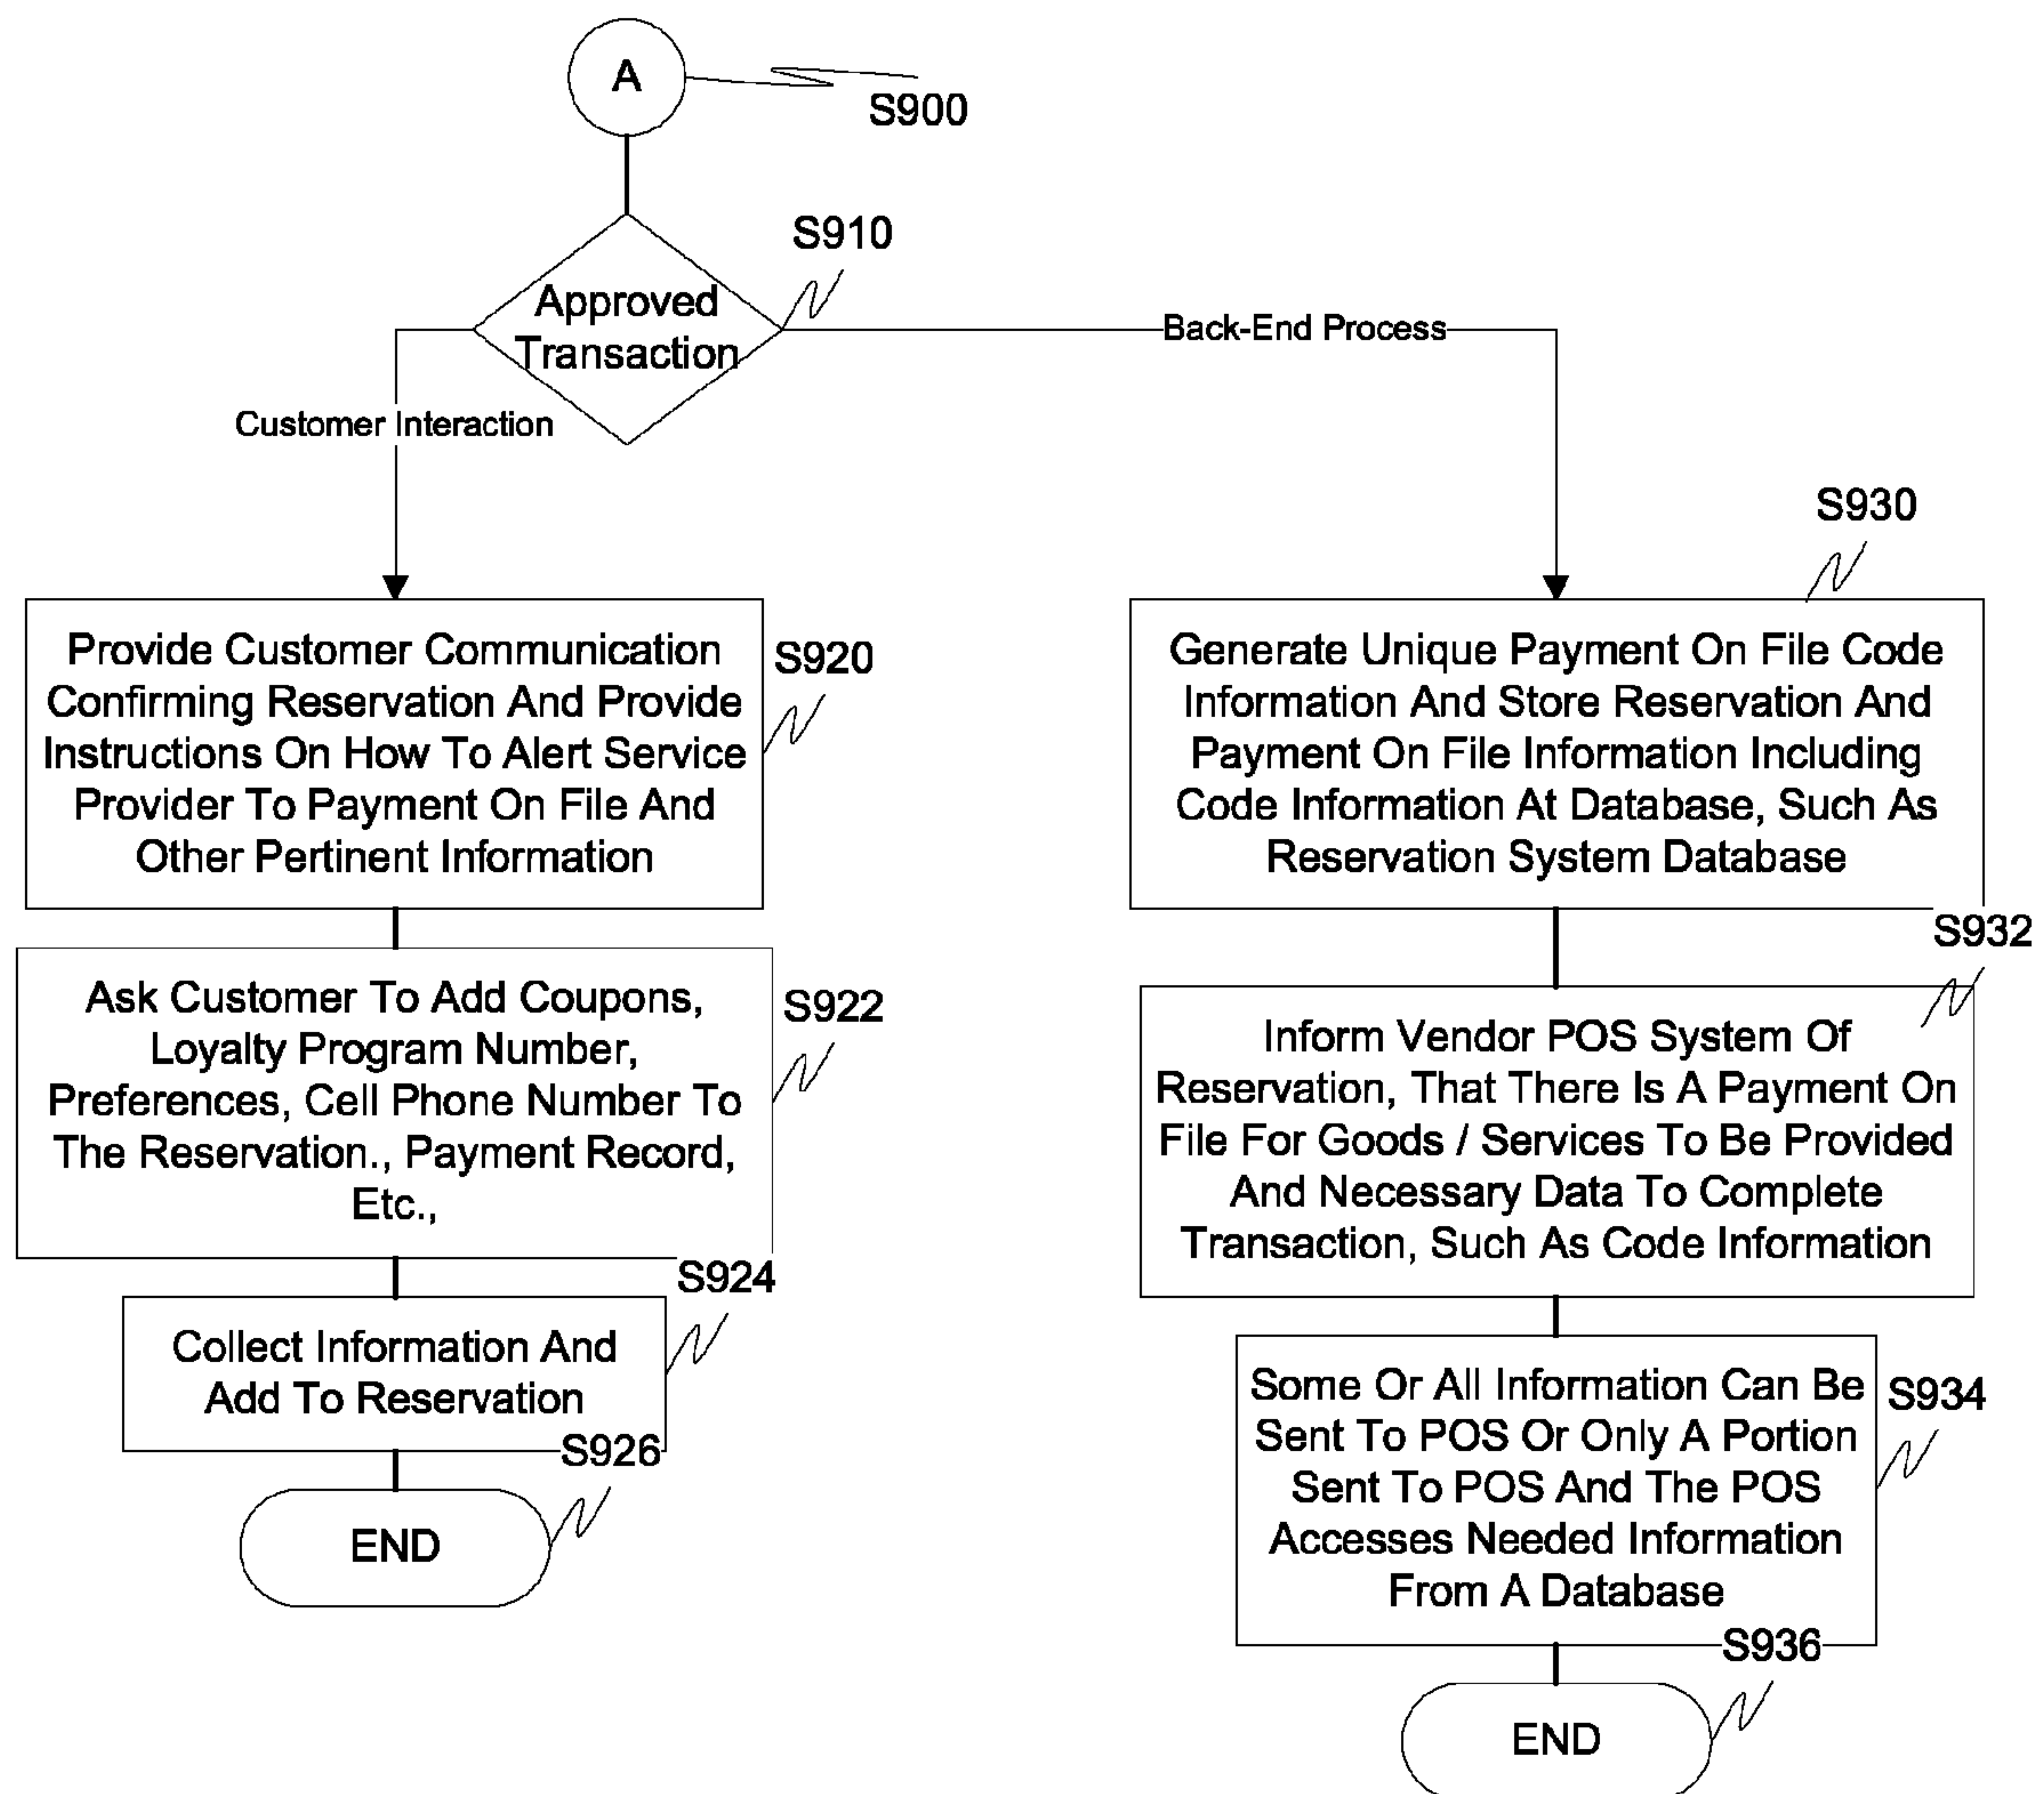 A
S900
S910
Approved
Transaction
Back-End Process
Customer Interaction
S930
Provide Customer Communication
Confirming Reservation And Provide
Instructions On How To Alert Service
Provider To Payment On File And
Other Pertinent Information
S920
Generate Unique Payment On File Code
Information And Store Reservation And
Payment On File Information Including
Code Information At Database, Such As
Reservation System Database
S932
Ask Customer To Add Coupons,
Loyalty Program Number,
Preferences, Cell Phone Number To
The Reservation., Payment Record,
Etc.,
S922
Inform Vendor POS System Of
Reservation, That There Is A Payment On
File For Goods / Services To Be Provided
And Necessary Data To Complete
Transaction, Such As Code Information
S924
Collect Information And
Add To Reservation
S926
END
Some Or All Information Can Be
Sent To POS Or Only A Portion
Sent To POS And The POS
Accesses Needed Information
From A Database
S934
S936
END